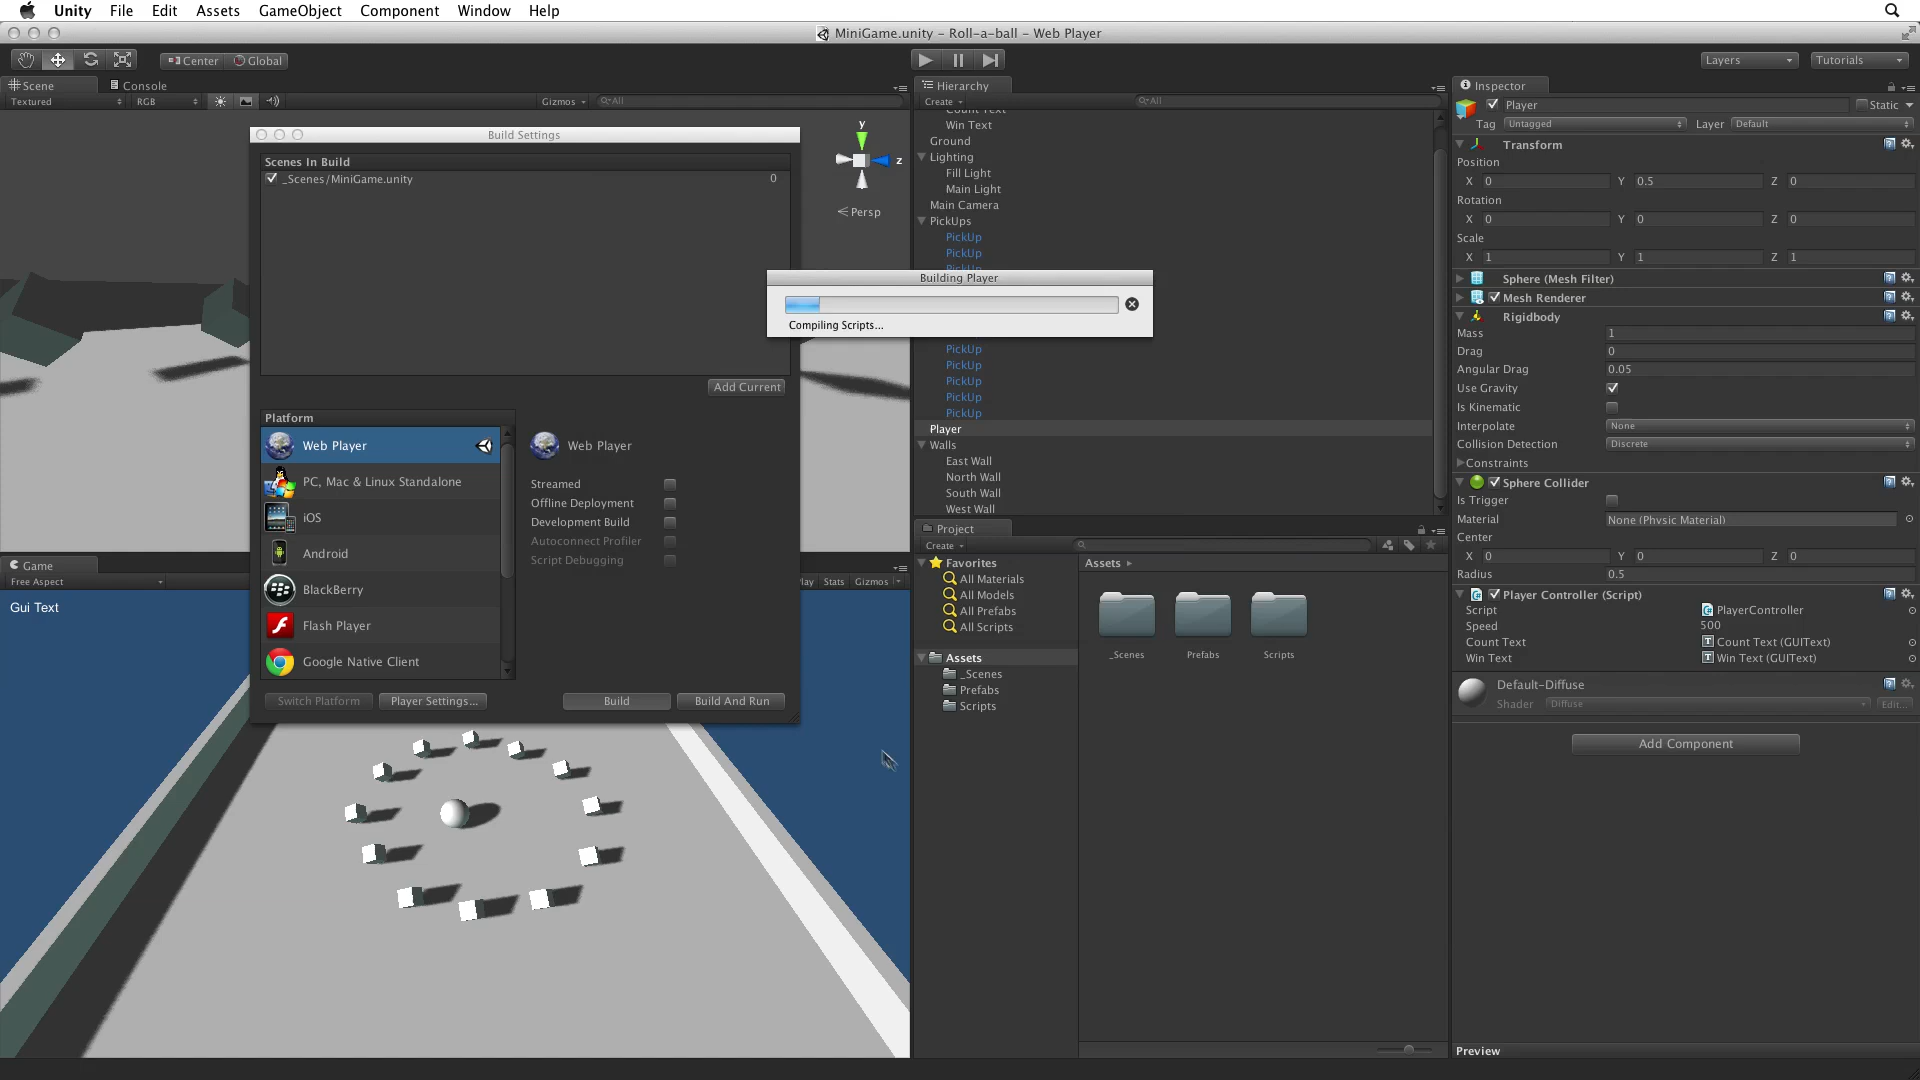 Unity File Edit Assets GameObject Component Window Help
MiniGame.unity – Roll-a-ball – Web Player
Center Global
Layers Tutorials
Scene Console
Textured RGB Gizmos All
y
z
Persp
Build Settings
Scenes In Build
_Scenes/MiniGame.unity 0
Add Current
Platform
Web Player
PC, Mac & Linux Standalone
iOS
Android
BlackBerry
Flash Player
Google Native Client
Web Player
Streamed
Offline Deployment
Development Build
Autoconnect Profiler
Script Debugging
Switch Platform Player Settings... Build Build And Run
Building Player
Compiling Scripts...
Game
Free Aspect Stats Gizmos
Gui Text
Hierarchy
Create All
Count Text
Win Text
Ground
Lighting
Fill Light
Main Light
Main Camera
PickUps
PickUp
PickUp
PickUp
PickUp
PickUp
PickUp
PickUp
PickUp
Player
Walls
East Wall
North Wall
South Wall
West Wall
Project
Create
Favorites
All Materials
All Models
All Prefabs
All Scripts
Assets
_Scenes
Prefabs
Scripts
Assets
_Scenes Prefabs Scripts
Inspector
Player Static
Tag Untagged Layer Default
Transform
Position
X 0 Y 0.5 Z 0
Rotation
X 0 Y 0 Z 0
Scale
X 1 Y 1 Z 1
Sphere (Mesh Filter)
Mesh Renderer
Rigidbody
Mass 1
Drag 0
Angular Drag 0.05
Use Gravity
Is Kinematic
Interpolate None
Collision Detection Discrete
Constraints
Sphere Collider
Is Trigger
Material None (Physic Material)
Center
X 0 Y 0 Z 0
Radius 0.5
Player Controller (Script)
Script PlayerController
Speed 500
Count Text Count Text (GUIText)
Win Text Win Text (GUIText)
Default-Diffuse
Shader Diffuse Edit...
Add Component
Preview